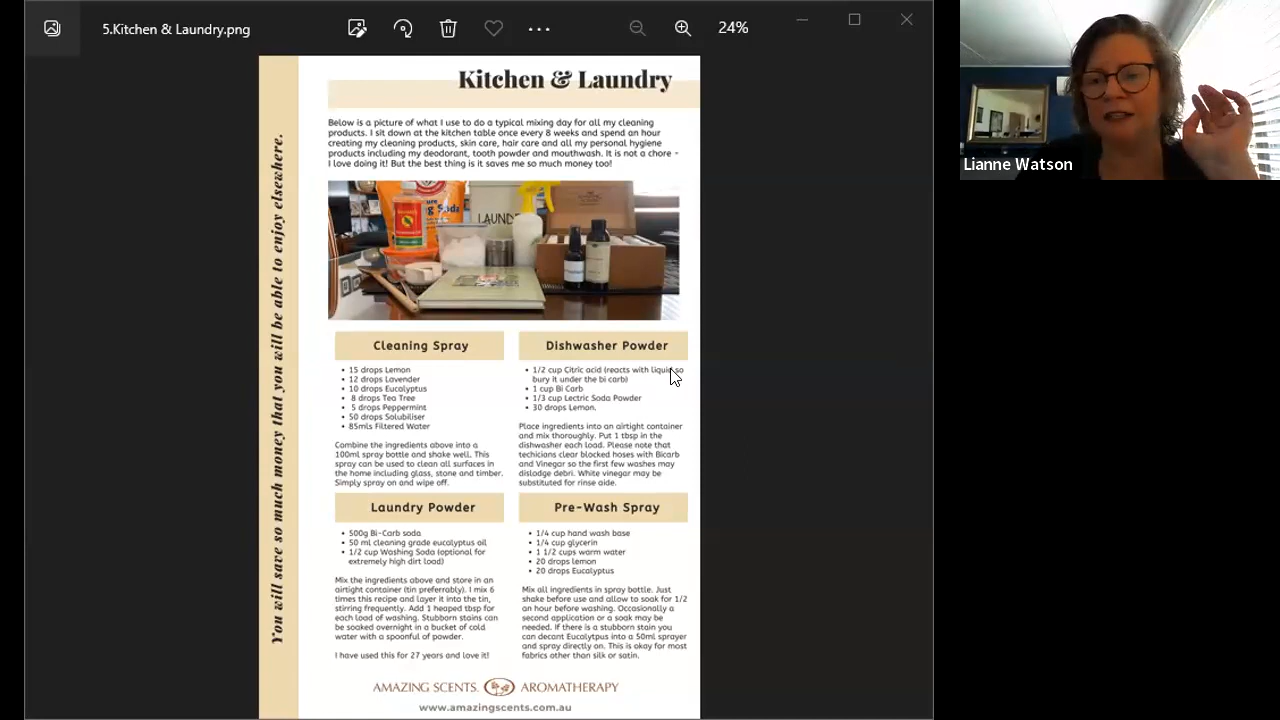 5.Kitchen & Laundry.png
24%
Lianne Watson
Kitchen & Laundry
You will save so much money that you will be able to enjoy elsewhere.
Below is a picture of what I use to do a typical mixing day for all my cleaning
products. I sit down at the kitchen table once every 8 weeks and spend an hour
creating my cleaning products, skin care, hair care and all my personal hygiene
products including my deodorant, tooth powder and mouthwash. It is not a chore -
I love doing it! But the best thing is it saves me so much money too!
Cleaning Spray
• 15 drops Lemon
• 12 drops Lavender
• 10 drops Eucalyptus
• 8 drops Tea Tree
• 5 drops Peppermint
• 50 drops Solubiliser
• 85mls Filtered Water
Combine the ingredients above into a
100ml spray bottle and shake well. This
spray can be used to clean all surfaces in
the home including glass, stone and timber.
Simply spray on and wipe off.
Dishwasher Powder
• 1/2 cup Citric acid (reacts with liquid so
bury it under the bi carb)
• 1 cup Bi Carb
• 1/3 cup Lectric Soda Powder
• 30 drops Lemon.
Place ingredients into an airtight container
and mix thoroughly. Put 1 tbsp in the
dishwasher each load. Please note that
techicians clear blocked hoses with Bicarb
and Vinegar so the first few washes may
dislodge debri. White vinegar may be
substituted for rinse aide.
Laundry Powder
• 500g Bi-Carb soda
• 50 ml cleaning grade eucalyptus oil
• 1/2 cup Washing Soda (optional for
extremely high dirt load)
Mix the ingredients above and store in an
airtight container (tin preferably). I mix 6
times this recipe and layer it into the tin,
stirring frequently. Add 1 heaped tbsp for
each load of washing. Stubborn stains can
be soaked overnight in a bucket of cold
water with a spoonful of powder.
I have used this for 27 years and love it!
Pre-Wash Spray
• 1/4 cup hand wash base
• 1/4 cup glycerin
• 1 1/2 cups warm water
• 20 drops lemon
• 20 drops Eucalyptus
Mix all ingredients in spray bottle. Just
shake before use and allow to soak for 1/2
an hour before washing. Occasionally a
second application or a soak may be
needed. If there is a stubborn stain you
can decant Eucalytpus into a 50ml sprayer
and spray directly on. This is okay for most
fabrics other than silk or satin.
AMAZING SCENTS AROMATHERAPY
www.amazingscents.com.au